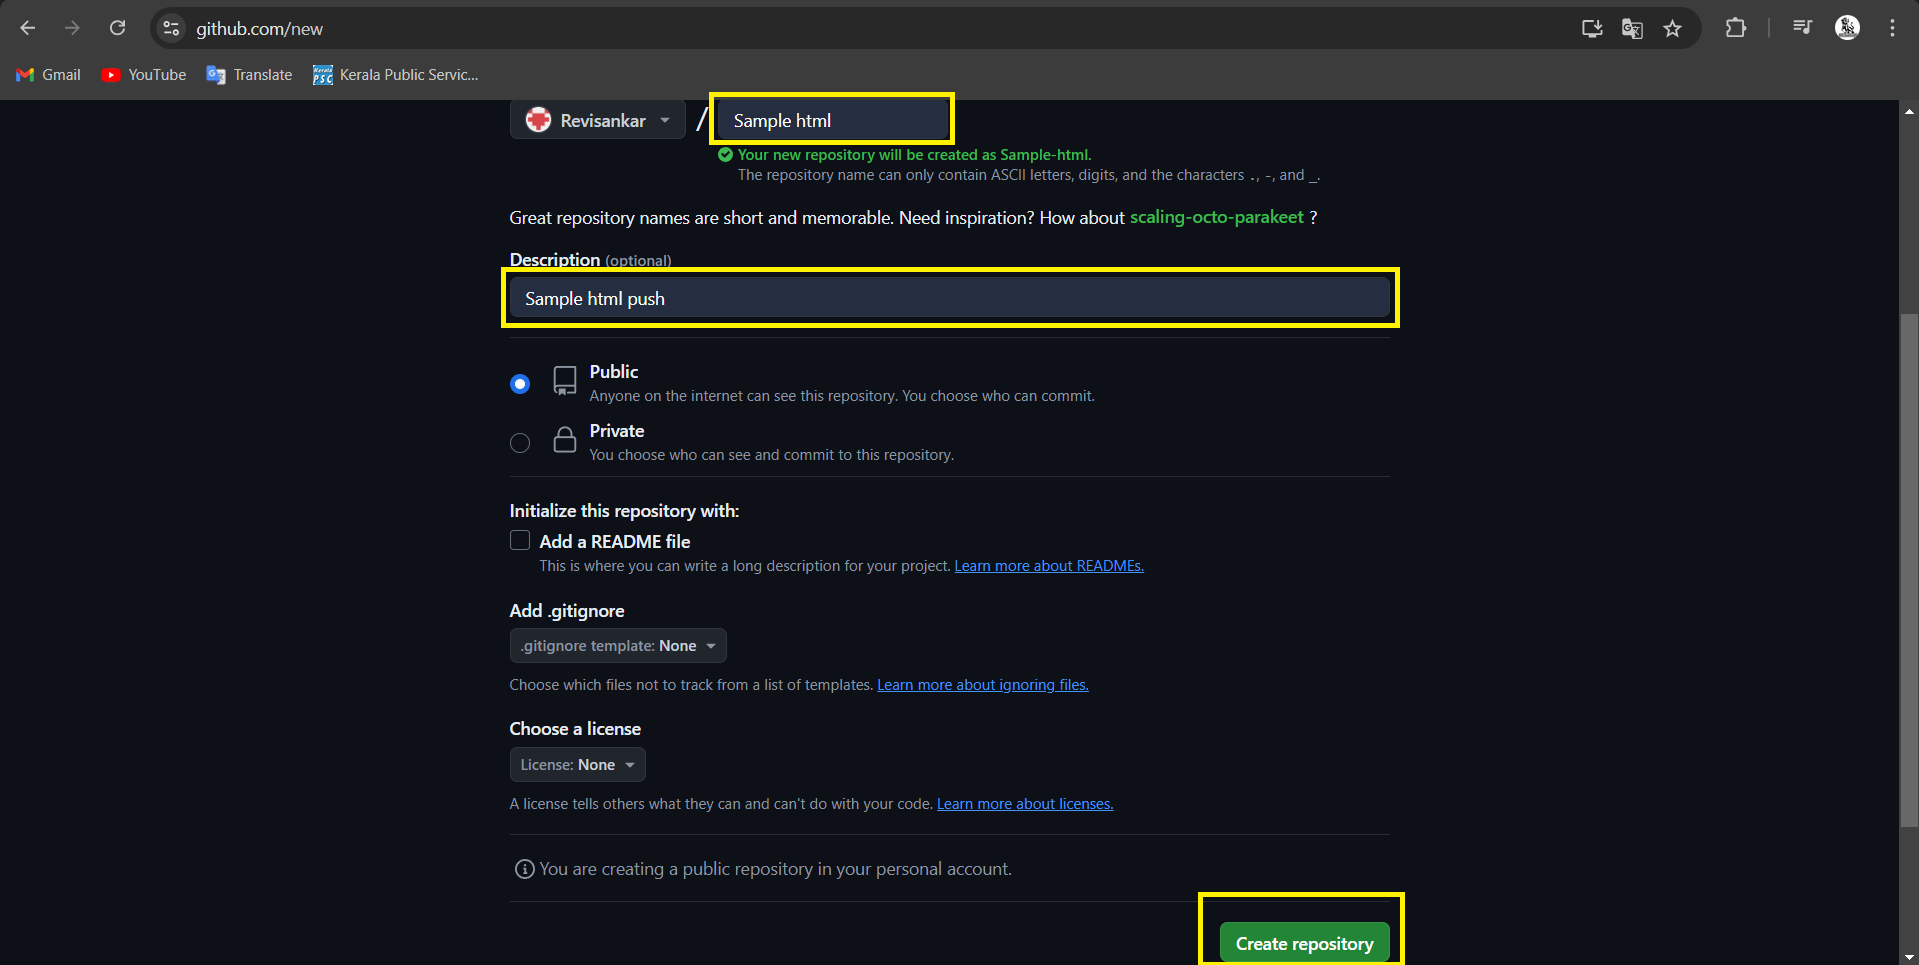 github.com/new
Gmail YouTube Translate Kerala Public Servic...
Revisankar / Sample html
Your new repository will be created as Sample-html.
The repository name can only contain ASCII letters, digits, and the characters ., -, and _.
Great repository names are short and memorable. Need inspiration? How about scaling-octo-parakeet ?
Description (optional)
Sample html push
Public
Anyone on the internet can see this repository. You choose who can commit.
Private
You choose who can see and commit to this repository.
Initialize this repository with:
Add a README file
This is where you can write a long description for your project. Learn more about READMEs.
Add .gitignore
.gitignore template: None
Choose which files not to track from a list of templates. Learn more about ignoring files.
Choose a license
License: None
A license tells others what they can and can't do with your code. Learn more about licenses.
You are creating a public repository in your personal account.
Create repository